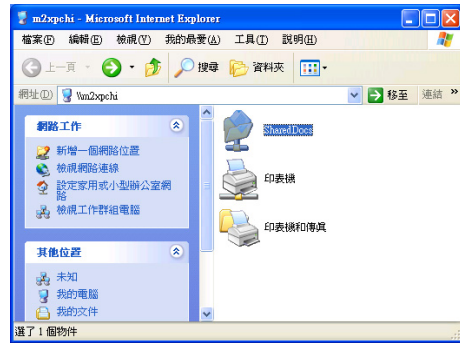 m2xpchi - Microsoft Internet Explorer
檔案(F) 編輯(E) 檢視(V) 我的最愛(A) 工具(T) 說明(H)
上一頁 搜尋 資料夾
網址(D) \\m2xpchi 移至 連結 »
網路工作
新增一個網路位置
檢視網路連線
設定家用或小型辦公室網
路
檢視工作群組電腦
其他位置
未知
我的電腦
我的文件
SharedDocs
印表機
印表機和傳真
選了 1 個物件